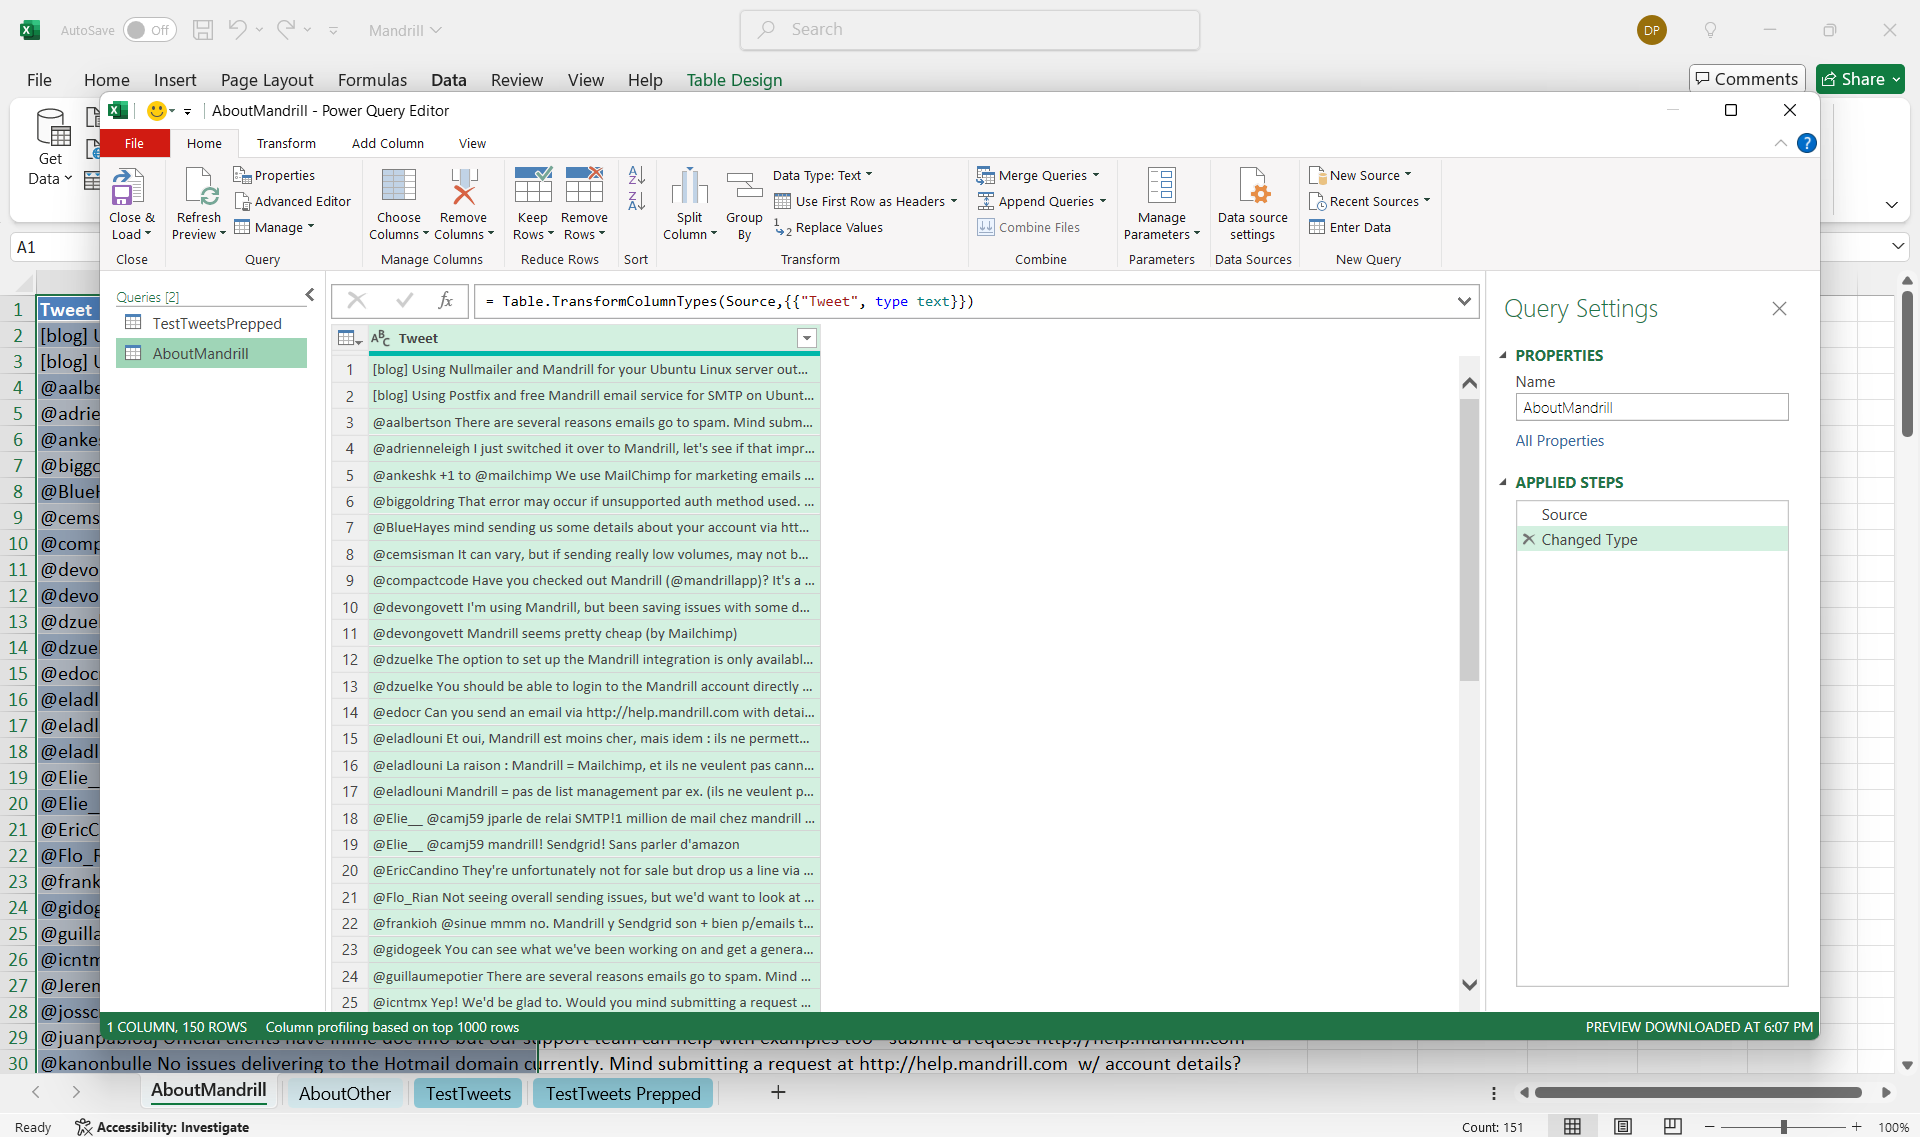 AutoSave Off Mandrill Search DP
File Home Insert Page Layout Formulas Data Review View Help Table Design Comments Share
Get Data
A1
AboutMandrill - Power Query Editor
File Home Transform Add Column View
Close & Load
Close
Refresh Preview
Properties
Advanced Editor
Manage
Query
Choose Columns
Remove Columns
Manage Columns
Keep Rows
Remove Rows
Reduce Rows
Sort
Split Column
Group By
Data Type: Text
Use First Row as Headers
Replace Values
Transform
Merge Queries
Append Queries
Combine Files
Combine
Manage Parameters
Parameters
Data source settings
Data Sources
New Source
Recent Sources
Enter Data
New Query
Queries [2]
TestTweetsPrepped
AboutMandrill
= Table.TransformColumnTypes(Source,{{"Tweet", type text}})
ABC Tweet
1 [blog] Using Nullmailer and Mandrill for your Ubuntu Linux server out...
2 [blog] Using Postfix and free Mandrill email service for SMTP on Ubunt...
3 @aalbertson There are several reasons emails go to spam. Mind subm...
4 @adrienneleigh I just switched it over to Mandrill, let's see if that impr...
5 @ankeshk +1 to @mailchimp We use MailChimp for marketing emails ...
6 @biggoldring That error may occur if unsupported auth method used. ...
7 @BlueHayes mind sending us some details about your account via htt...
8 @cemsisman It can vary, but if sending really low volumes, may not b...
9 @compactcode Have you checked out Mandrill (@mandrillapp)? It's a ...
10 @devongovett I'm using Mandrill, but been saving issues with some d...
11 @devongovett Mandrill seems pretty cheap (by Mailchimp)
12 @dzuelke The option to set up the Mandrill integration is only availabl...
13 @dzuelke You should be able to login to the Mandrill account directly ...
14 @edocr Can you send an email via http://help.mandrill.com with detai...
15 @eladlouni Et oui, Mandrill est moins cher, mais idem : ils ne permett...
16 @eladlouni La raison : Mandrill = Mailchimp, et ils ne veulent pas cann...
17 @eladlouni Mandrill = pas de list management par ex. (ils ne veulent p...
18 @Elie__ @camj59 jparle de relai SMTP!1 million de mail chez mandrill ...
19 @Elie__ @camj59 mandrill! Sendgrid! Sans parler d'amazon
20 @EricCandino They're unfortunately not for sale but drop us a line via ...
21 @Flo_Rian Not seeing overall sending issues, but we'd want to look at ...
22 @frankioh @sinue mmm no. Mandrill y Sendgrid son + bien p/emails t...
23 @gidogeek You can see what we've been working on and get a genera...
24 @guillaumepotier There are several reasons emails go to spam. Mind ...
25 @icntmx Yep! We'd be glad to. Would you mind submitting a request ...
Query Settings
PROPERTIES
Name
AboutMandrill
All Properties
APPLIED STEPS
Source
Changed Type
1 COLUMN, 150 ROWS Column profiling based on top 1000 rows PREVIEW DOWNLOADED AT 6:07 PM
1 Tweet
2 [blog] U
3 [blog] U
4 @aalbe
5 @adrie
6 @anke
7 @biggo
8 @Blue
9 @cems
10 @comp
11 @devo
12 @devo
13 @dzuel
14 @dzuel
15 @edoc
16 @eladl
17 @eladl
18 @eladl
19 @Elie_
20 @Elie_
21 @EricC
22 @Flo_R
23 @frank
24 @gidog
25 @guilla
26 @icntm
27 @Jeren
28 @jossc
29 @juanpabloaj Official clients have inline doc info but our support team can help with examples too - submit a request http://help.mandrill.com
30 @kanonbulle No issues delivering to the Hotmail domain currently. Mind submitting a request at http://help.mandrill.com w/ account details?
AboutMandrill AboutOther TestTweets TestTweets Prepped
Ready Accessibility: Investigate Count: 151 100%